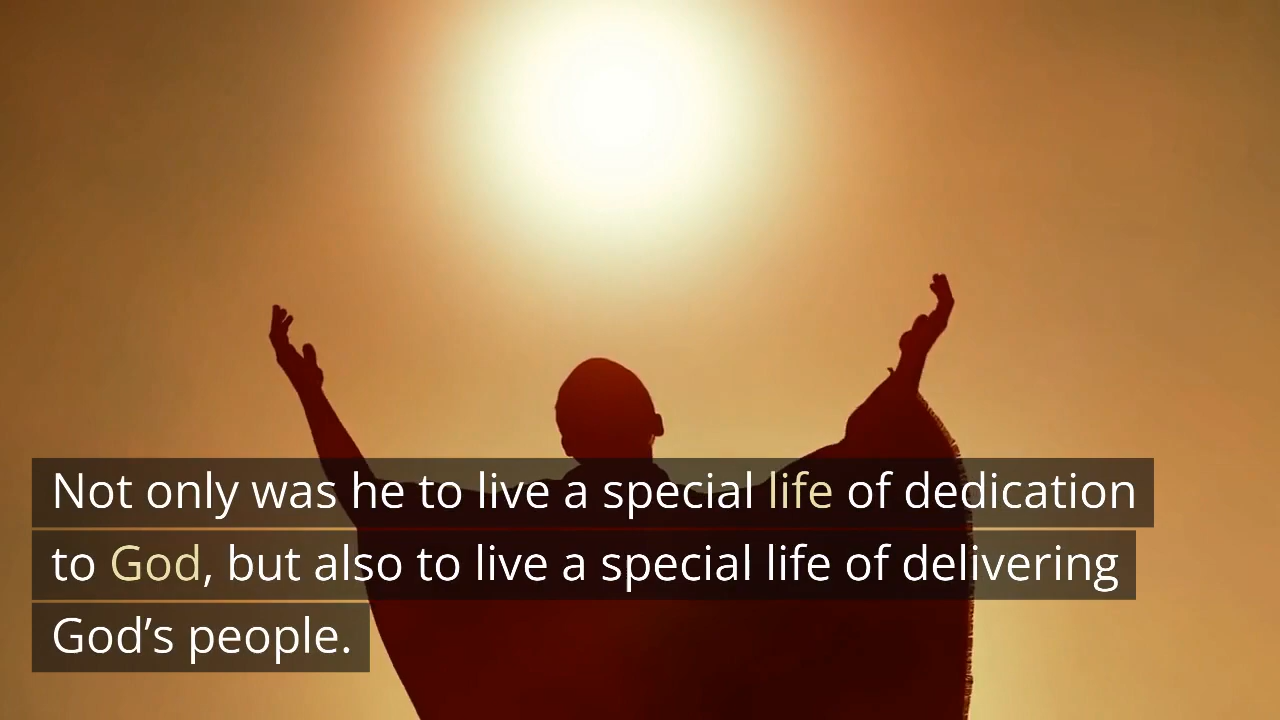 Not only was he to live a special life of dedication
to God, but also to live a special life of delivering
God’s people.